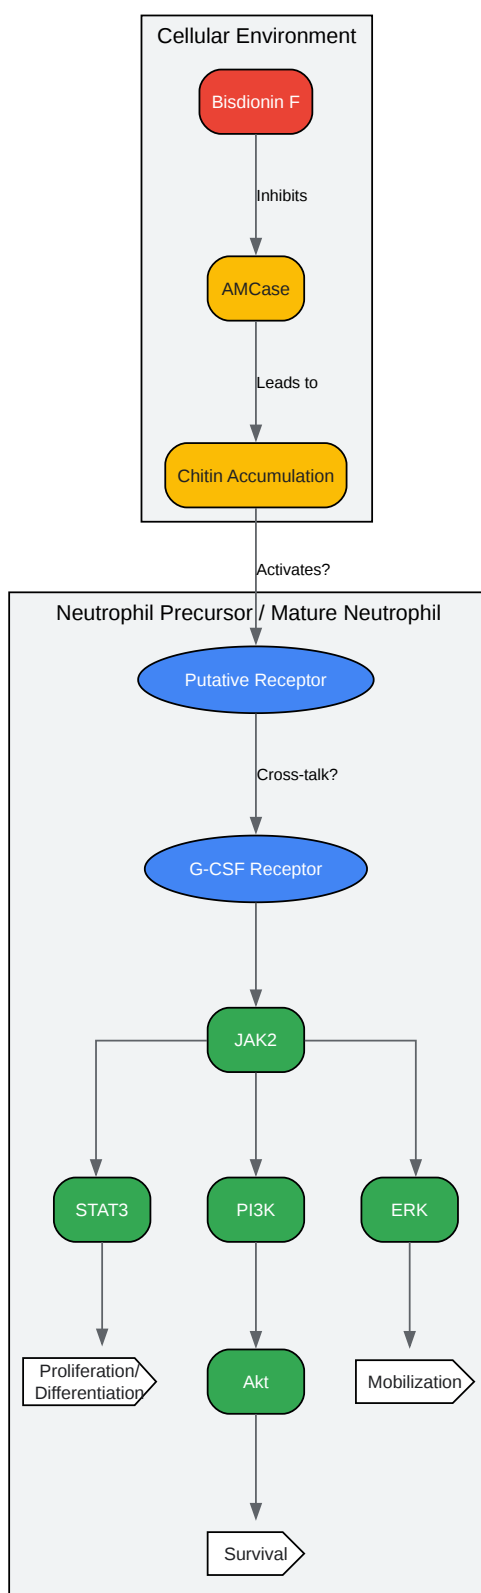 Cellular Environment
Bisdionin F
Inhibits
AMCase
Leads to
Chitin Accumulation
Activates?
Neutrophil Precursor / Mature Neutrophil
Putative Receptor
Cross-talk?
G-CSF Receptor
JAK2
STAT3
PI3K
ERK
Proliferation/
Differentiation
Akt
Mobilization
Survival